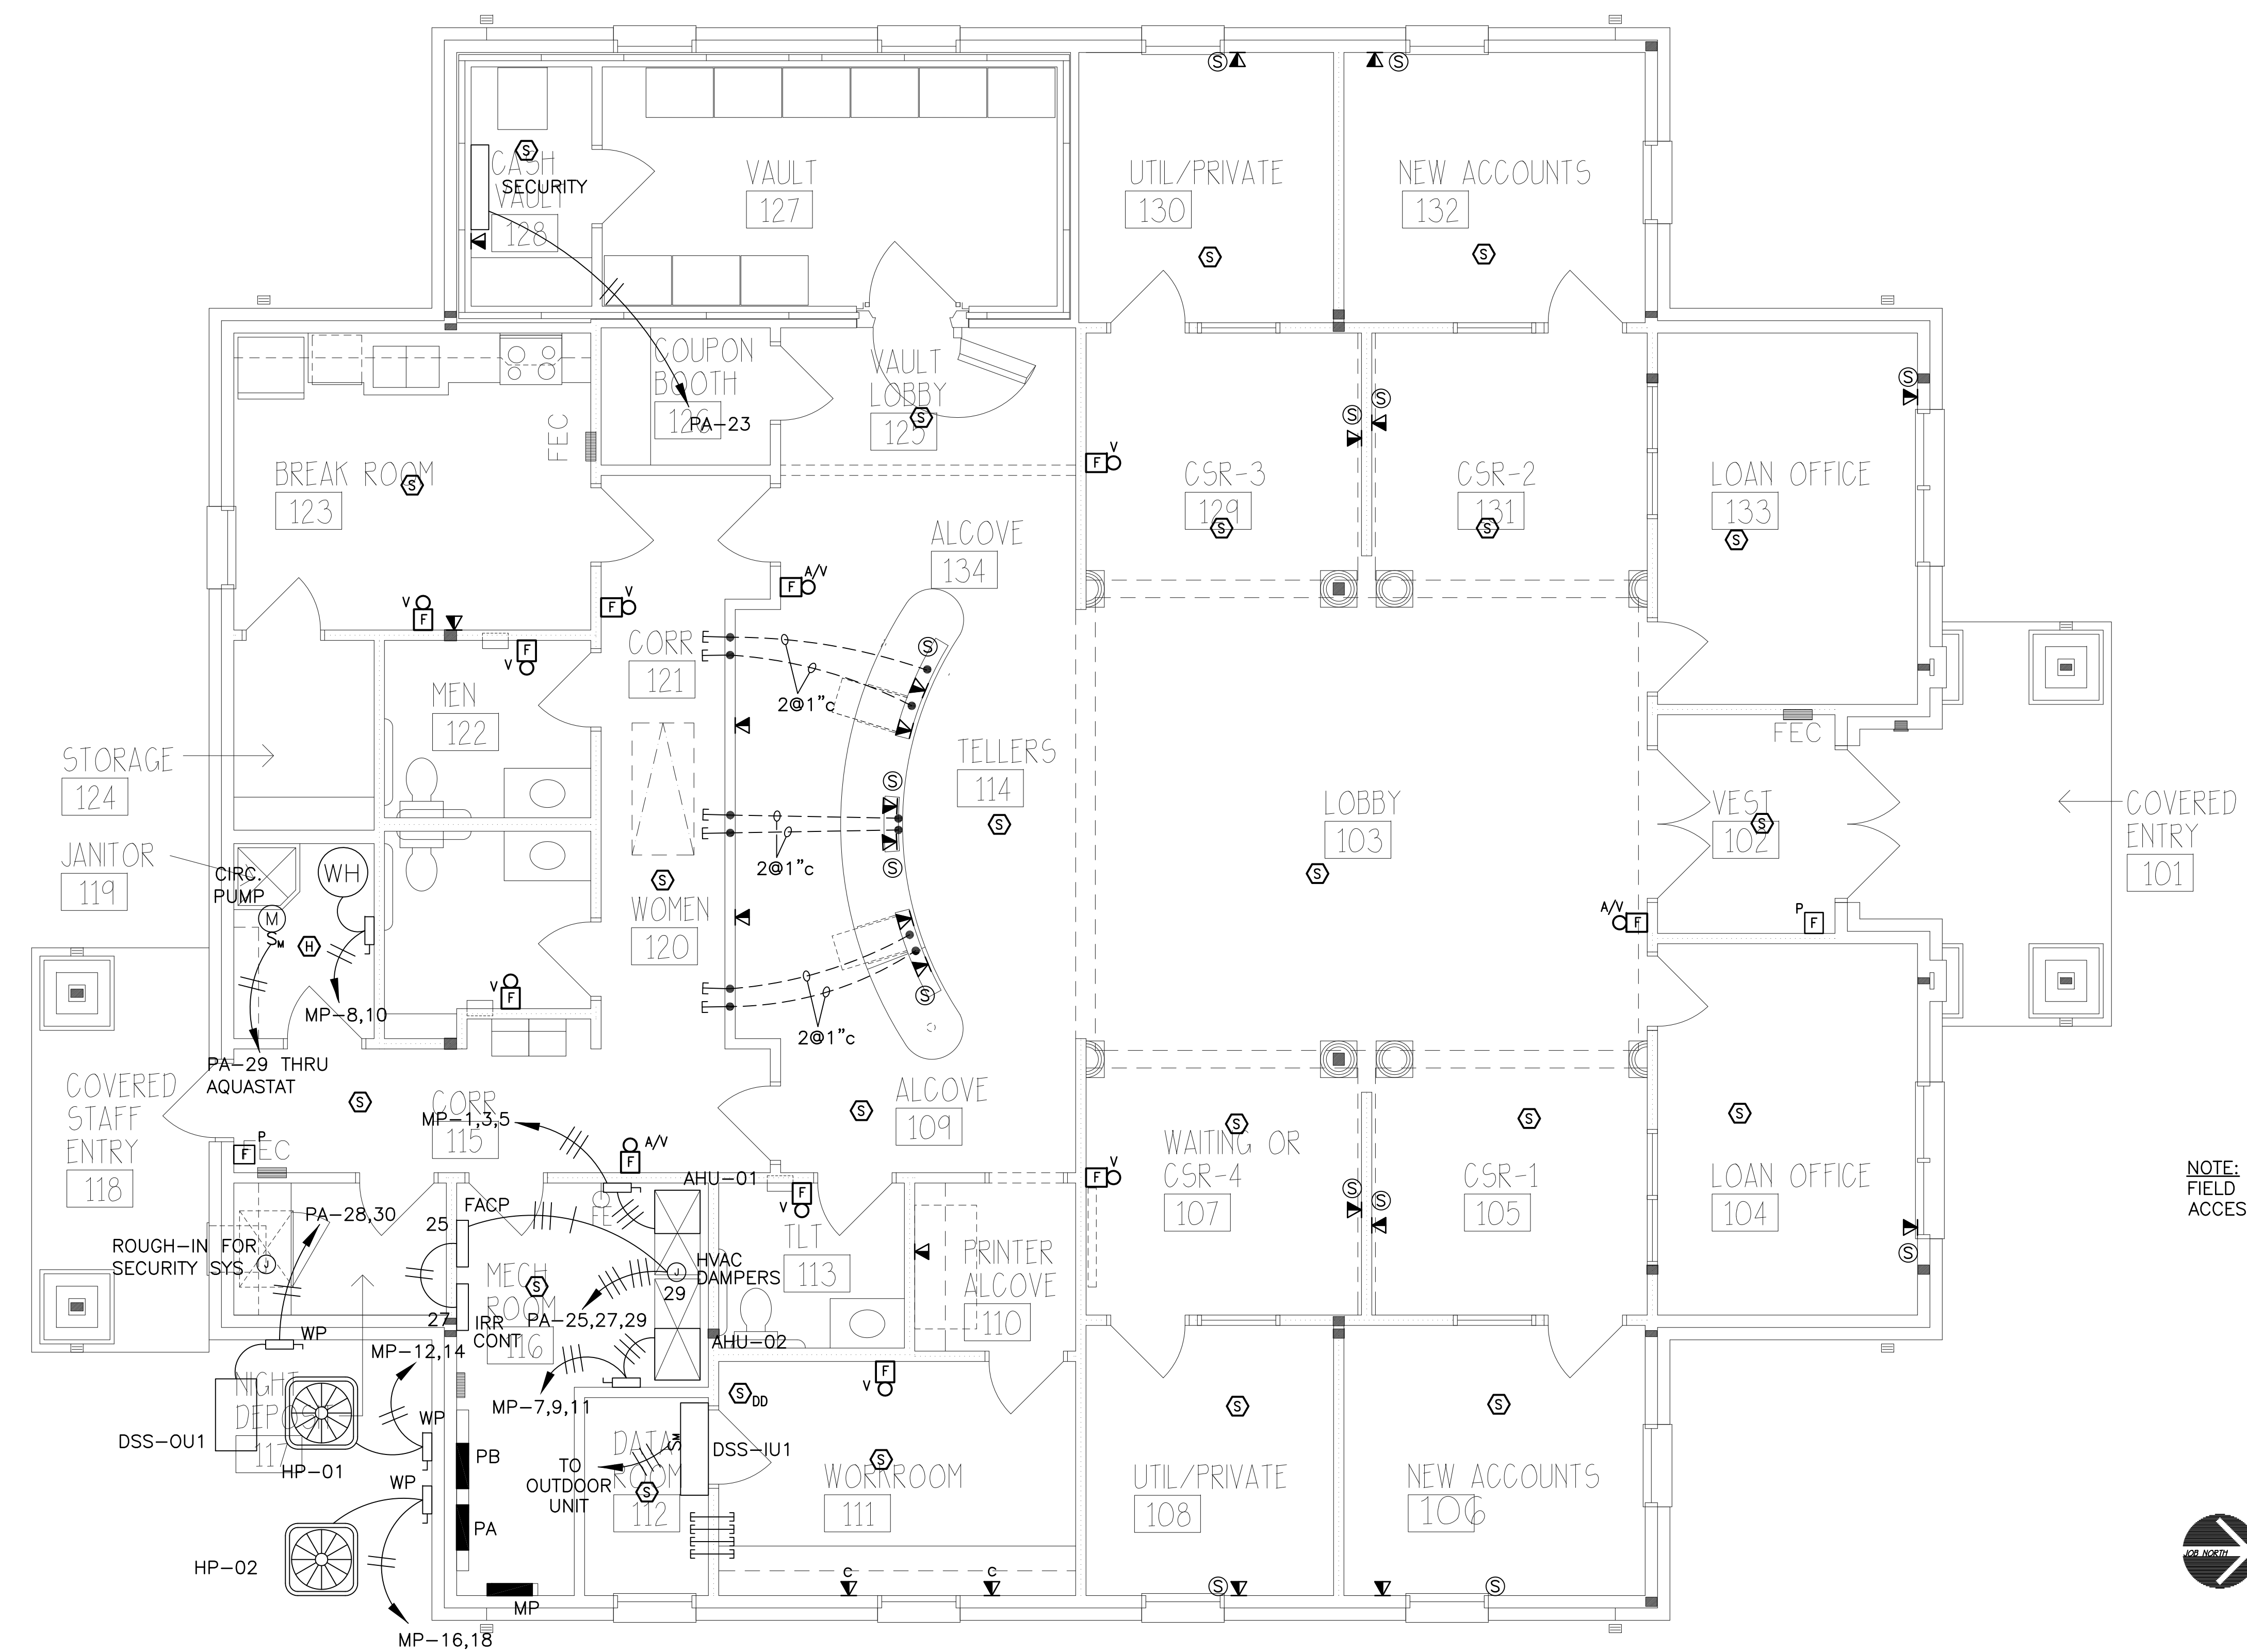 CASH
VAULT
128
SECURITY
VAULT
127
UTIL/PRIVATE
130
NEW ACCOUNTS
132
COUPON
BOOTH
126
PA-23
VAULT
LOBBY
125
FEC
BREAK ROOM
123
CSR-3
129
CSR-2
131
LOAN OFFICE
133
ALCOVE
134
A/V
V
V
V
V
CORR
121
2@1"c
MEN
122
STORAGE
124
TELLERS
114
LOBBY
103
VEST
102
FEC
COVERED
ENTRY
101
JANITOR
119
CIRC.
PUMP
WH
M
SM
H
2@1"c
WOMEN
120
A/V
P
MP-8,10
V
2@1"c
PA-29 THRU
AQUASTAT
COVERED
STAFF
ENTRY
118
CORR
115
MP-1,3,5
ALCOVE
109
P
FEC
A/V
WAITING OR
CSR-4
107
V
CSR-1
105
LOAN OFFICE
104
NOTE:
FIELD
ACCES
AHU-01
FACP
25
PA-28,30
FE
V
TLT
113
ROUGH-IN FOR
SECURITY SYS
J
MECH
ROOM
116
HVAC
DAMPERS
J
29
PRINTER
ALCOVE
110
27
IRR
CONT
PA-25,27,29
AHU-02
WP
MP-12,14
NIGHT
DEPOSIT
117
MP-7,9,11
V
DD
DSS-OU1
HP-01
WP
PB
DATA
ROOM
112
SM
DSS-IU1
TO
OUTDOOR
UNIT
WORKROOM
111
UTIL/PRIVATE
108
NEW ACCOUNTS
106
WP
PA
HP-02
JOB NORTH
C
C
MP
MP-16,18